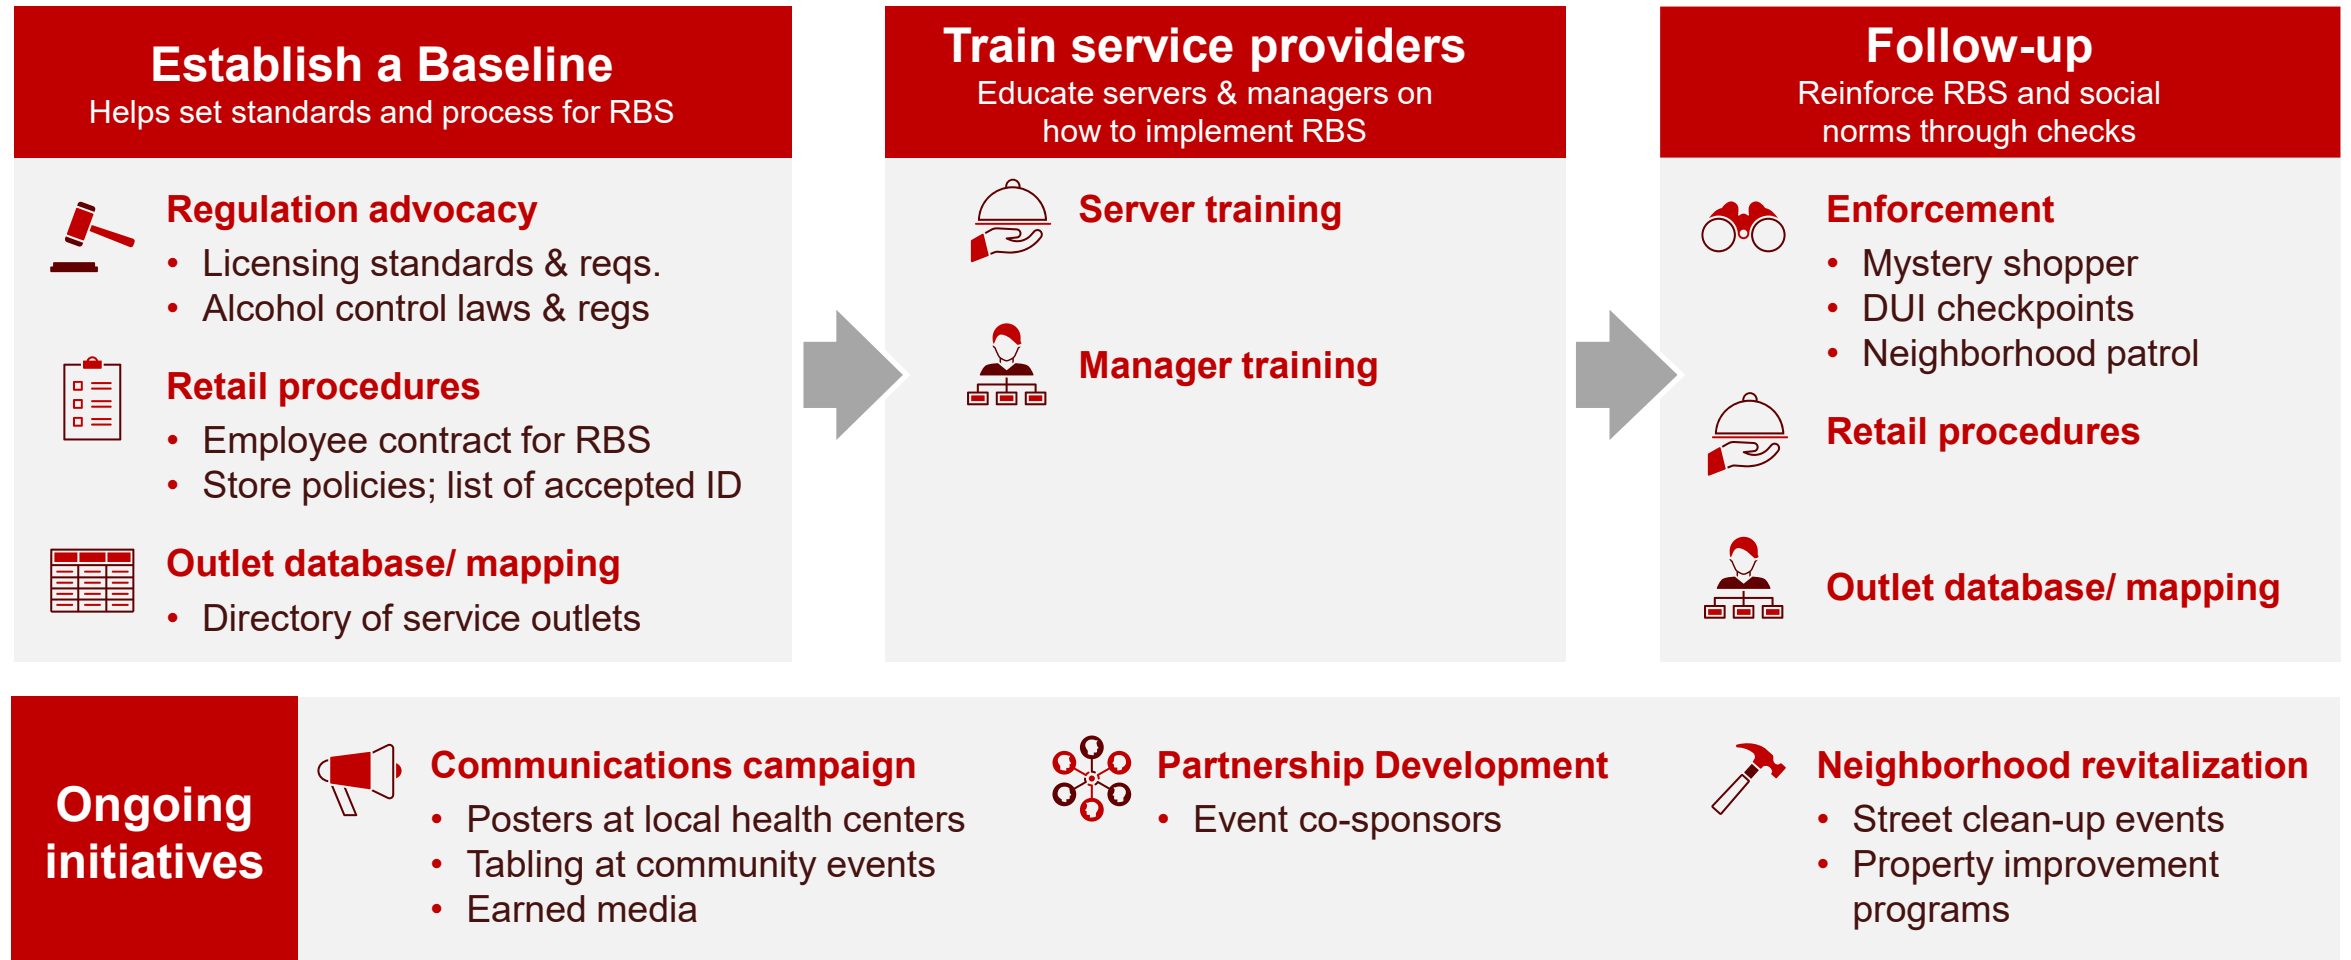 Establish a Baseline
Helps set standards and process for RBS
Regulation advocacy
• Licensing standards & reqs.
• Alcohol control laws & regs
Retail procedures
• Employee contract for RBS
• Store policies; list of accepted ID
Outlet database/ mapping
• Directory of service outlets
Train service providers
Educate servers & managers on
how to implement RBS
Server training
Manager training
Follow-up
Reinforce RBS and social
norms through checks
Enforcement
• Mystery shopper
• DUI checkpoints
• Neighborhood patrol
Retail procedures
Outlet database/ mapping
Ongoing
initiatives
Communications campaign
• Posters at local health centers
• Tabling at community events
• Earned media
Partnership Development
• Event co-sponsors
Neighborhood revitalization
• Street clean-up events
• Property improvement
programs